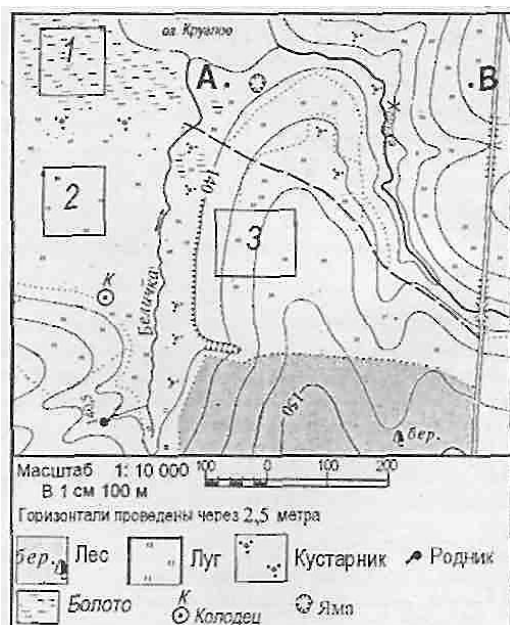 1
оз. Круглое
А.
.В
2
140
3
К
Беличка
150
бер.
Масштаб 1: 10 000
100 0 100 200
В 1 см 100 м
Горизонтали проведены через 2,5 метра
бер. Лес
Луг
Кустарник
Родник
Болото
К
Колодец
Яма